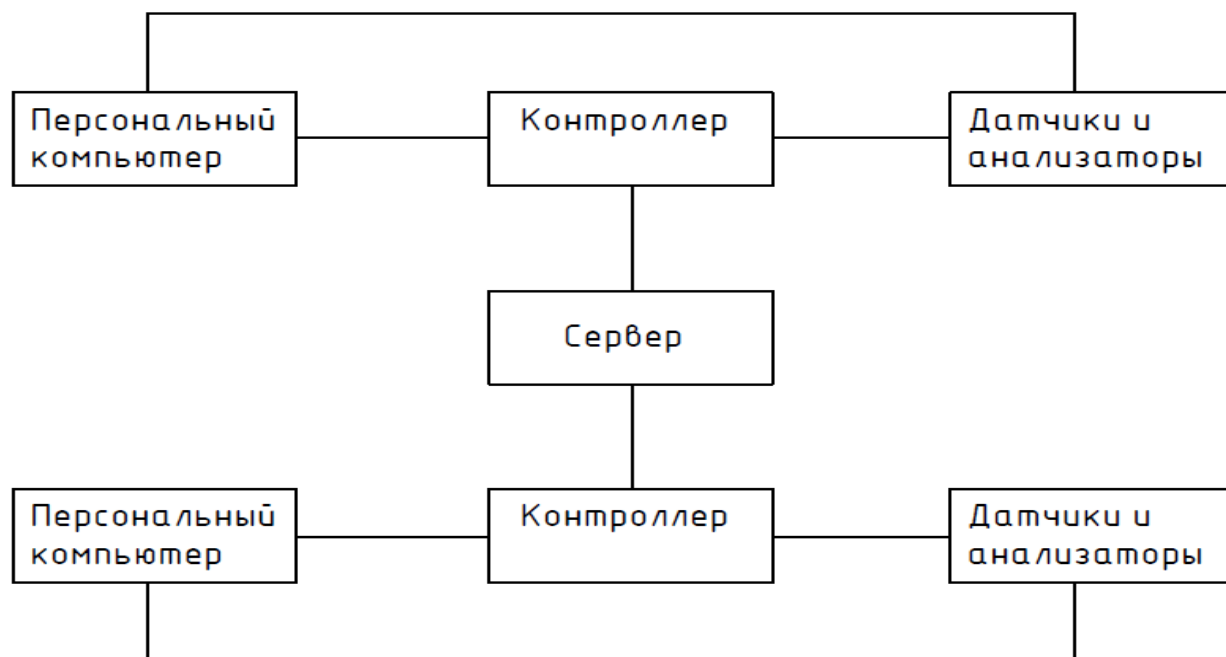 Персональный
компьютер
Контроллер
Датчики и
анализаторы
Сервер
Персональный
компьютер
Контроллер
Датчики и
анализаторы